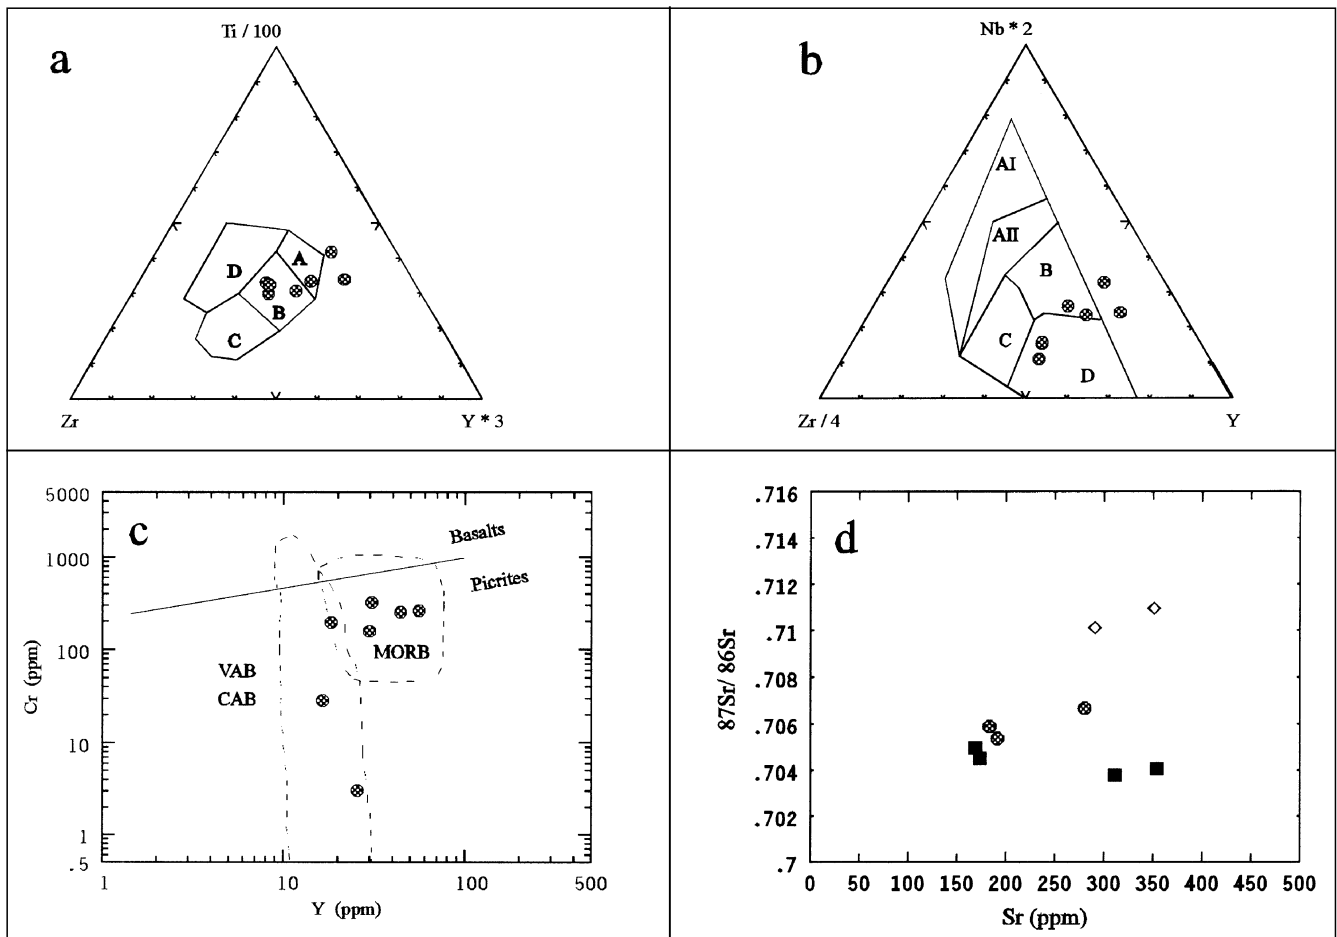 a
Ti / 100
A
D
B
C
Zr
Y * 3
b
Nb * 2
AI
AII
B
C
D
Zr / 4
Y
c
5000
1000
100
10
1
.5
Cr (ppm)
Basalts
Picrites
VAB
CAB
MORB
1
10
100
500
Y (ppm)
d
.716
.714
.712
.71
.708
.706
.704
.702
.7
87Sr/ 86Sr
0 50 100 150 200 250 300 350 400 450 500
Sr (ppm)